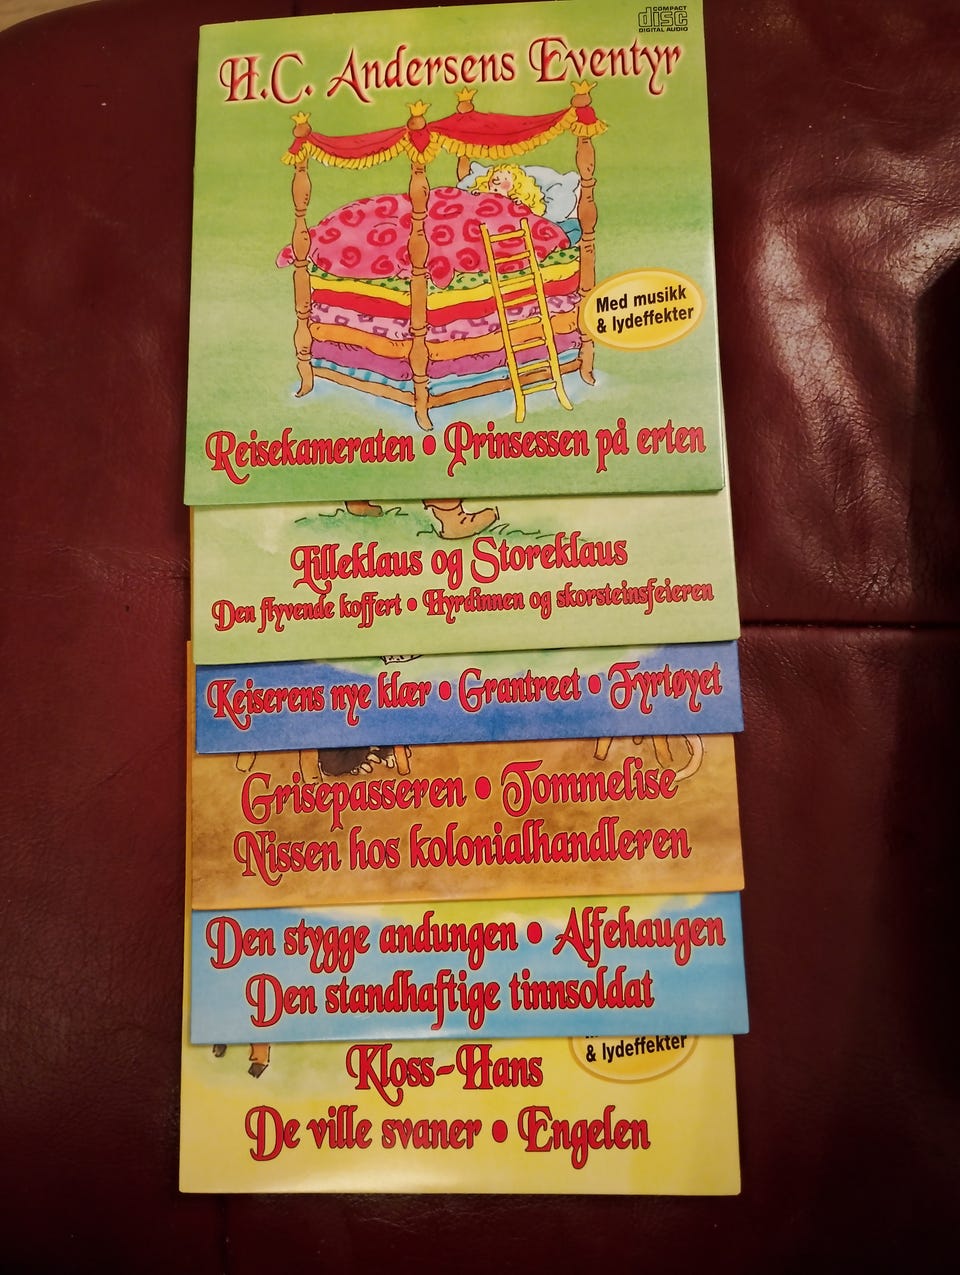 COMPACT
disc
DIGITAL AUDIO
H.C. Andersens Eventyr
Med musikk
& lydeffekter
Reisekameraten • Prinsessen på erten
Lilleklaus og Storeklaus
Den flyvende koffert • Hyrdinnen og skorsteinsfeieren
Keiserens nye klær • Grantreet • Fyrtøyet
Grisepasseren • Tommelise
Nissen hos kolonialhandleren
Den stygge andungen • Alfehaugen
Den standhaftige tinnsoldat
& lydeffekter
Kloss-Hans
De ville svaner • Engelen